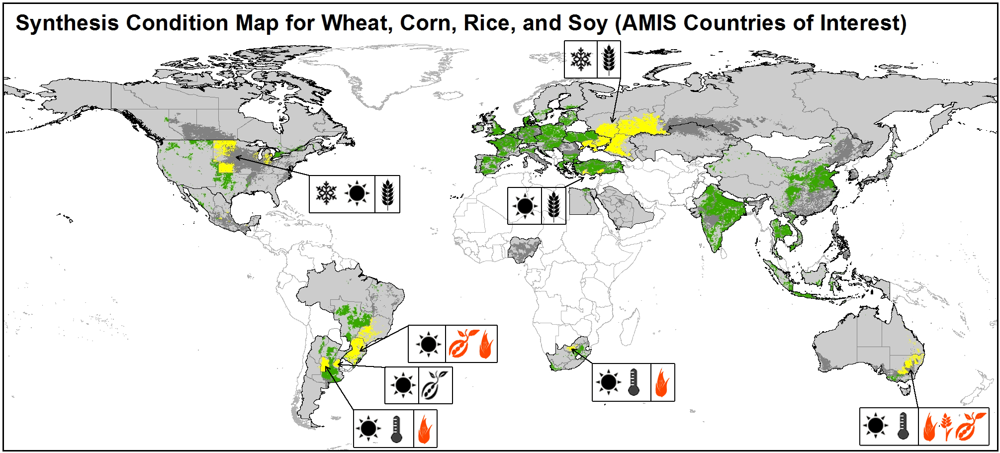 Synthesis Condition Map for Wheat, Corn, Rice, and Soy (AMIS Countries of Interest)